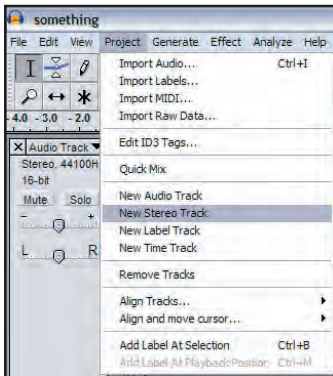 something
File Edit View Project Generate Effect Analyze Help
Import Audio... Ctrl+I
Import Labels...
Import MIDI...
Import Raw Data...
-4.0 -3.0 -2.0
Edit ID3 Tags...
Audio Track
Stereo, 44100H
16-bit
Quick Mix
Mute Solo
New Audio Track
New Stereo Track
New Label Track
New Time Track
- +
L R
Remove Tracks
Align Tracks...
Align and move cursor...
Add Label At Selection Ctrl+B
Add Label At Playback Position Ctrl+M